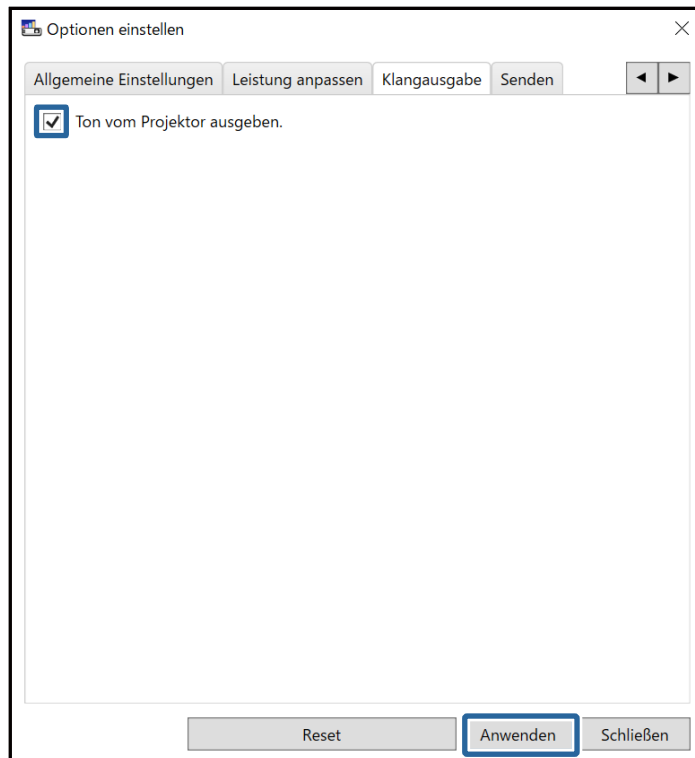 Optionen einstellen
Allgemeine Einstellungen Leistung anpassen Klangausgabe Senden
Ton vom Projektor ausgeben.
Reset Anwenden Schließen